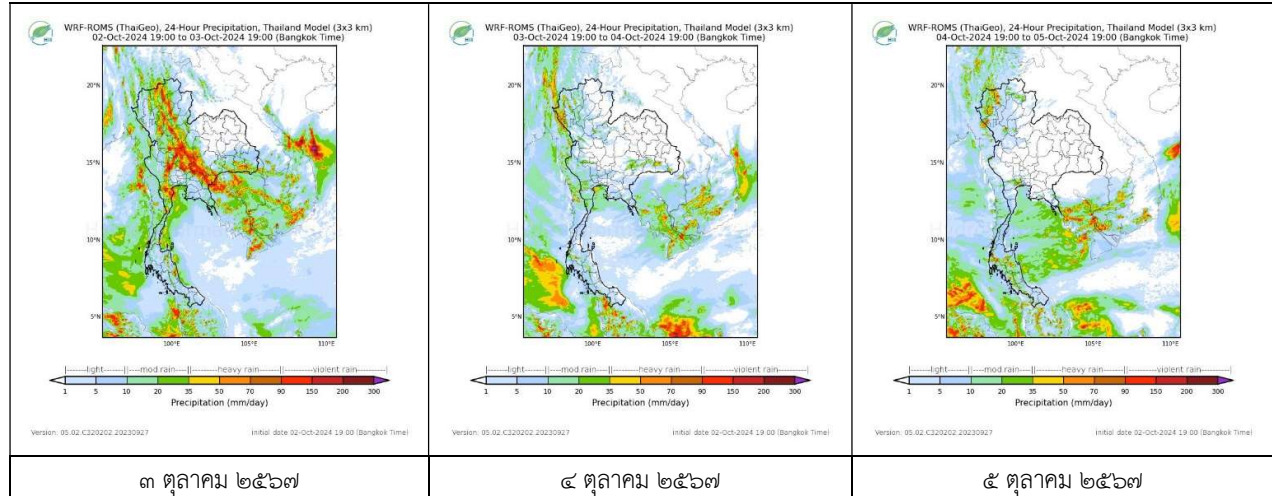 WRF-ROMS (ThaiGeo), 24-Hour Precipitation, Thailand Model (3x3 km)
02-Oct-2024 19:00 to 03-Oct-2024 19:00 (Bangkok Time)
20°N
15°N
10°N
5°N
100°E
105°E
110°E
|-------light-------||---mod rain---||-------heavy rain-------||-------violent rain-------|
1 5 10 20 35 50 70 90 150 200 300
Precipitation (mm/day)
Version: 05.02.C320202.20230927
initial date 02-Oct-2024 19:00 (Bangkok Time)
๓ ตุลาคม ๒๕๖๗
WRF-ROMS (ThaiGeo), 24-Hour Precipitation, Thailand Model (3x3 km)
03-Oct-2024 19:00 to 04-Oct-2024 19:00 (Bangkok Time)
20°N
15°N
10°N
5°N
100°E
105°E
110°E
|-------light-------||---mod rain---||-------heavy rain-------||-------violent rain-------|
1 5 10 20 35 50 70 90 150 200 300
Precipitation (mm/day)
Version: 05.02.C320202.20230927
initial date 02-Oct-2024 19:00 (Bangkok Time)
๔ ตุลาคม ๒๕๖๗
WRF-ROMS (ThaiGeo), 24-Hour Precipitation, Thailand Model (3x3 km)
04-Oct-2024 19:00 to 05-Oct-2024 19:00 (Bangkok Time)
20°N
15°N
10°N
5°N
100°E
105°E
110°E
|-------light-------||---mod rain---||-------heavy rain-------||-------violent rain-------|
1 5 10 20 35 50 70 90 150 200 300
Precipitation (mm/day)
Version: 05.02.C320202.20230927
initial date 02-Oct-2024 19:00 (Bangkok Time)
๕ ตุลาคม ๒๕๖๗